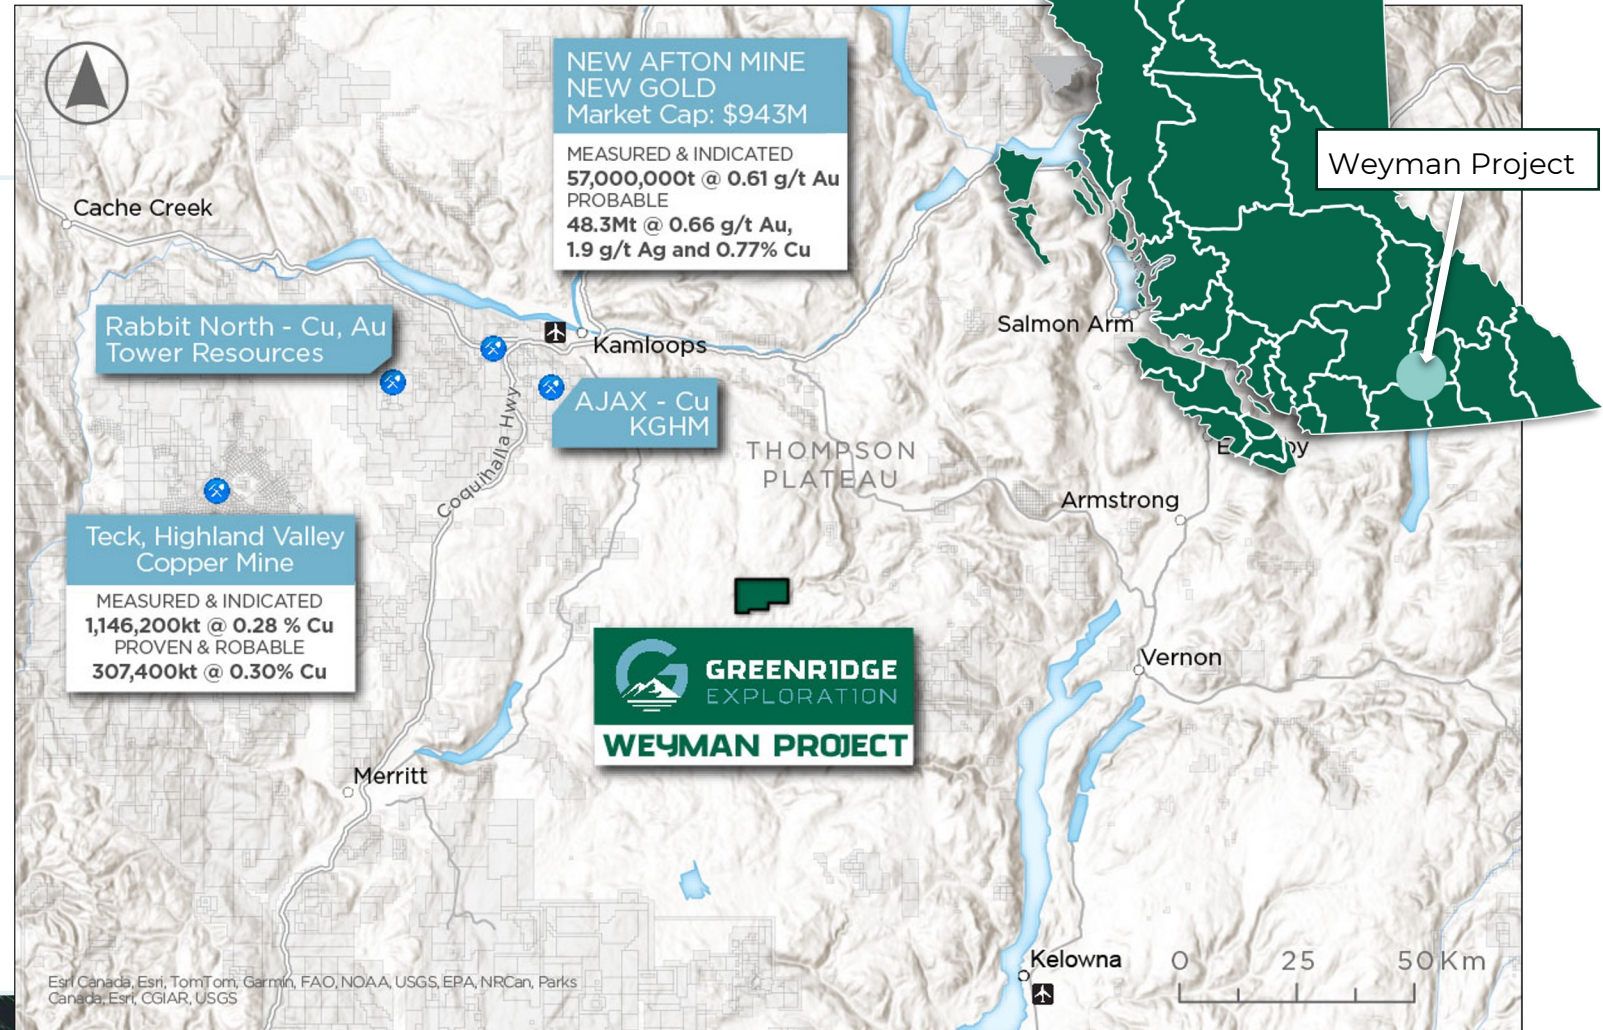 NEW AFTON MINE
NEW GOLD
Market Cap: $943M
MEASURED & INDICATED
57,000,000t @ 0.61 g/t Au
PROBABLE
48.3Mt @ 0.66 g/t Au,
1.9 g/t Ag and 0.77% Cu
Weyman Project
Cache Creek
Rabbit North - Cu, Au
Tower Resources
Kamloops
Salmon Arm
AJAX - Cu
KGHM
Coquihalla Hwy
THOMPSON
PLATEAU
Armstrong
Teck, Highland Valley
Copper Mine
MEASURED & INDICATED
1,146,200kt @ 0.28 % Cu
PROVEN & ROBABLE
307,400kt @ 0.30% Cu
GREENR1DGE
EXPLORATION
WEYMAN PROJECT
Vernon
Merritt
Kelowna
0 25 50 Km
Esri Canada, Esri, TomTom, Garmin, FAO, NOAA, USGS, EPA, NRCan, Parks
Canada, Esri, CGIAR, USGS